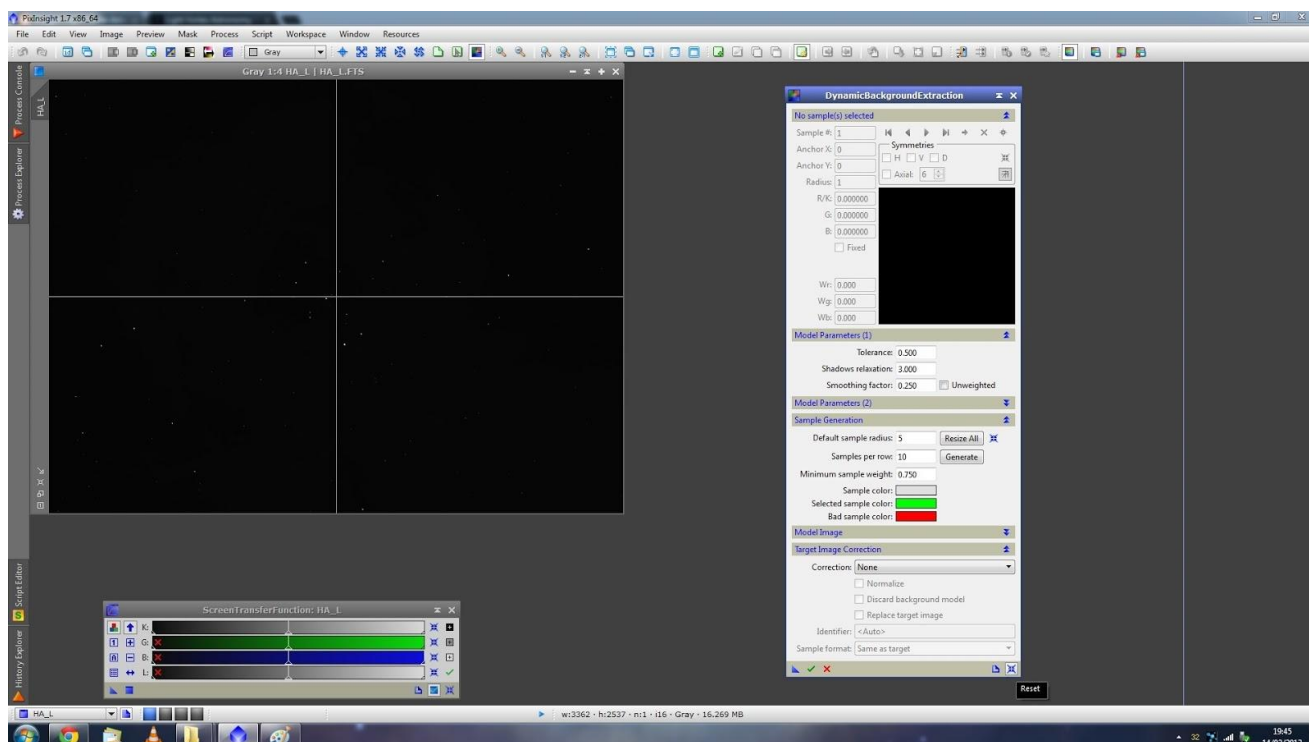 PixInsight 1.7 x86_64
File Edit View Image Preview Mask Process Script Workspace Window Resources
Gray
Process Console
Process Explorer
Script Editor
History Explorer
Gray 1:4 HA_L | HA_L.FTS
HA_L
DynamicBackgroundExtraction
No sample(s) selected
Sample #: 1
Symmetries
Anchor X: 0
H V D
Anchor Y: 0
Axial: 6
Radius: 1
R/K: 0.000000
G: 0.000000
B: 0.000000
Fixed
Wr: 0.000
Wg: 0.000
Wb: 0.000
Model Parameters (1)
Tolerance: 0.500
Shadows relaxation: 3.000
Smoothing factor: 0.250 Unweighted
Model Parameters (2)
Sample Generation
Default sample radius: 5 Resize All
Samples per row: 10 Generate
Minimum sample weight: 0.750
Sample color:
Selected sample color:
Bad sample color:
Model Image
Target Image Correction
Correction: None
Normalize
Discard background model
Replace target image
Identifier: <Auto>
Sample format: Same as target
Reset
ScreenTransferFunction: HA_L
K:
G:
B:
L:
HA_L
w:3362 · h:2537 · n:1 · i16 · Gray · 16.269 MB
32
19:45